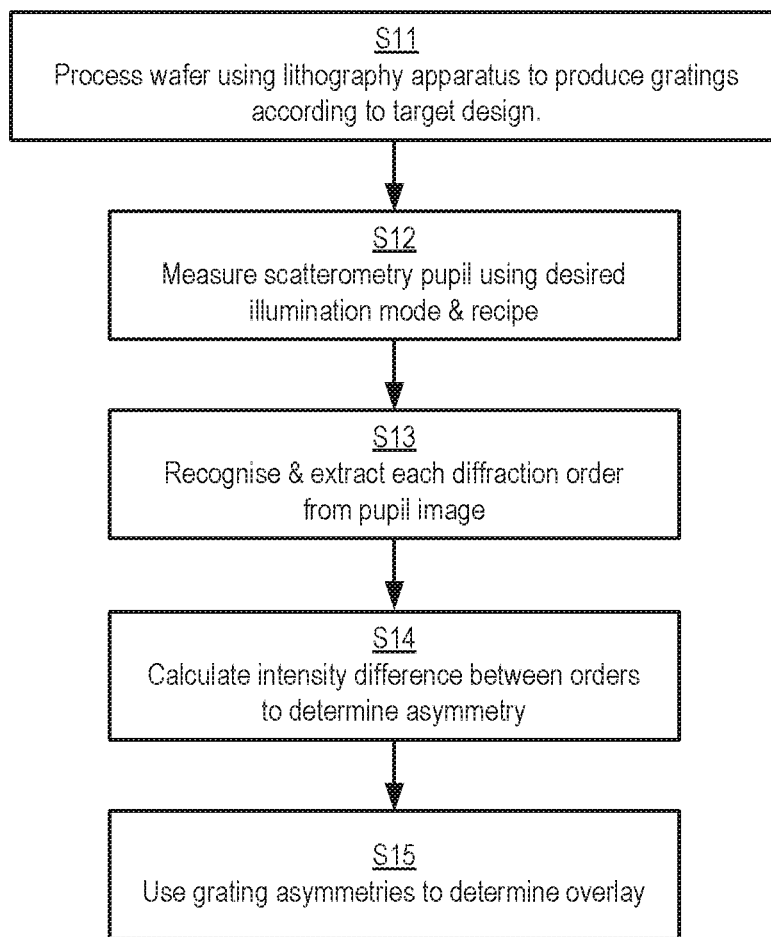 S11
Process wafer using lithography apparatus to produce gratings
according to target design.
S12
Measure scatterometry pupil using desired
illumination mode & recipe
S13
Recognise & extract each diffraction order
from pupil image
S14
Calculate intensity difference between orders
to determine asymmetry
S15
Use grating asymmetries to determine overlay